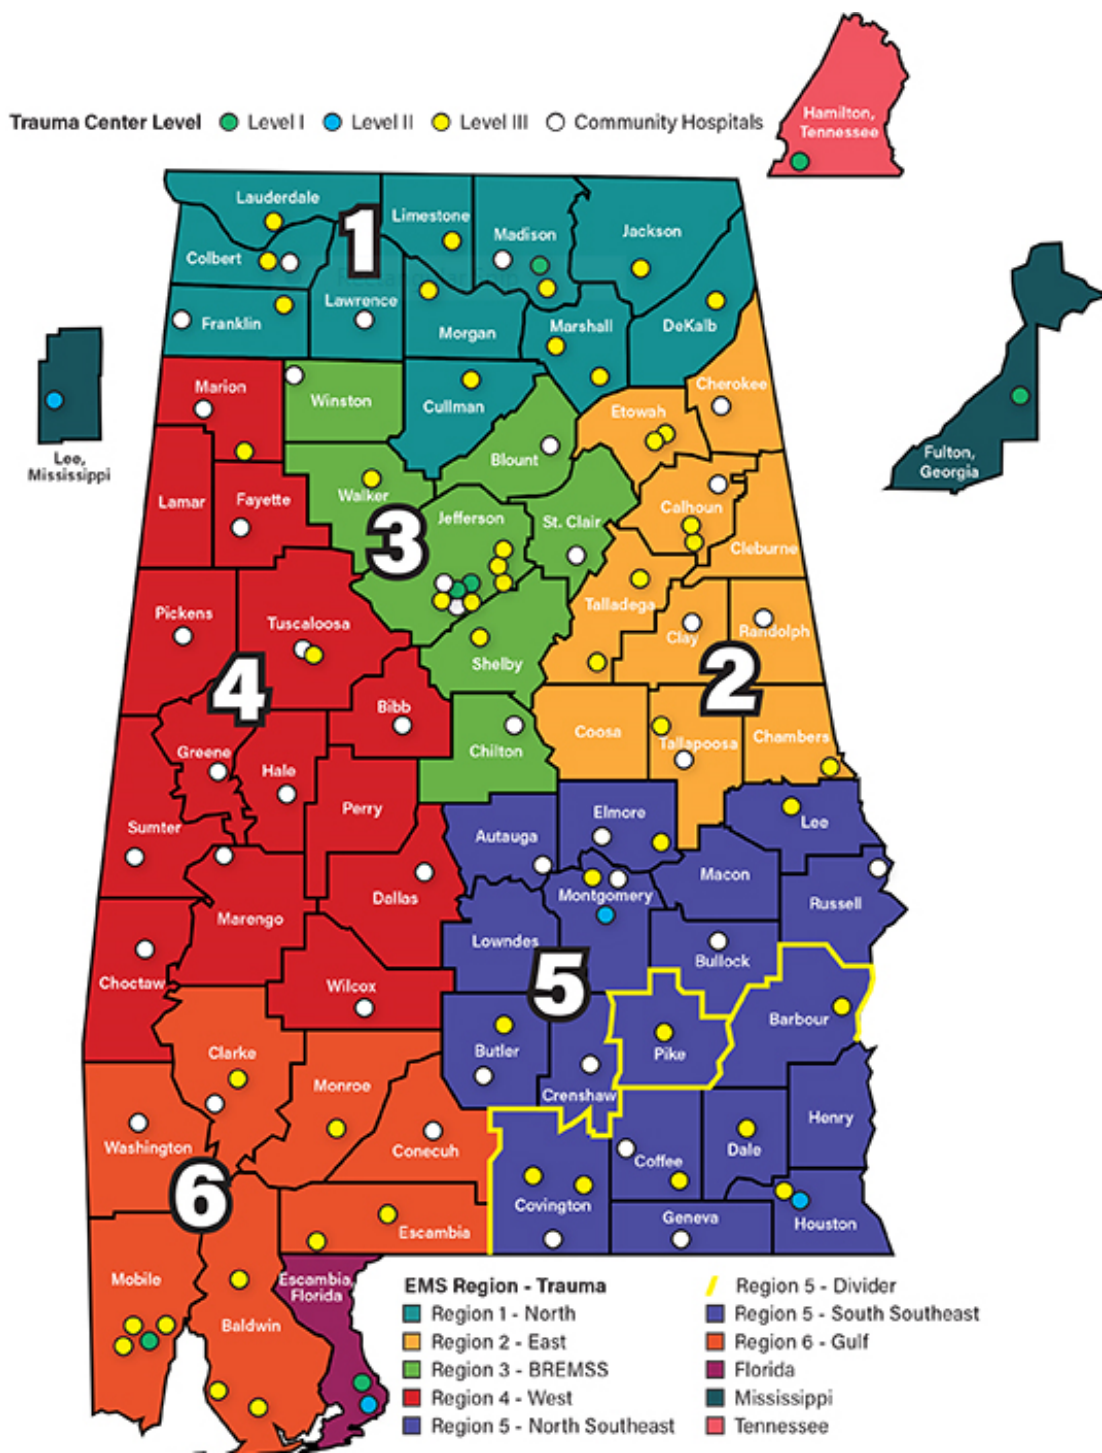 Hamilton,
Tennessee
Trauma Center Level Level I Level II Level III Community Hospitals
Lauderdale
1
Limestone
Madison
Jackson
Colbert
Franklin
Lawrence
Morgan
Marshall
DeKalb
Lee,
Mississippi
Fulton,
Georgia
Marion
Winston
Cullman
Cherokee
Etowah
Blount
Lamar
Fayette
Walker
3
Jefferson
St. Clair
Calhoun
Cleburne
Pickens
Tuscaloosa
Talladega
Clay
Randolph
4
Shelby
2
Bibb
Greene
Hale
Chilton
Coosa
Tallapoosa
Chambers
Sumter
Perry
Autauga
Elmore
Lee
Marengo
Dallas
Montgomery
Macon
Russell
Choctaw
Wilcox
Lowndes
5
Bullock
Barbour
Clarke
Monroe
Butler
Crenshaw
Pike
Henry
Washington
Conecuh
Coffee
Dale
6
Escambia
Covington
Geneva
Houston
Mobile
Baldwin
Escambia,
Florida
EMS Region - Trauma
Region 1 - North
Region 2 - East
Region 3 - BREMSS
Region 4 - West
Region 5 - North Southeast
Region 5 - Divider
Region 5 - South Southeast
Region 6 - Gulf
Florida
Mississippi
Tennessee